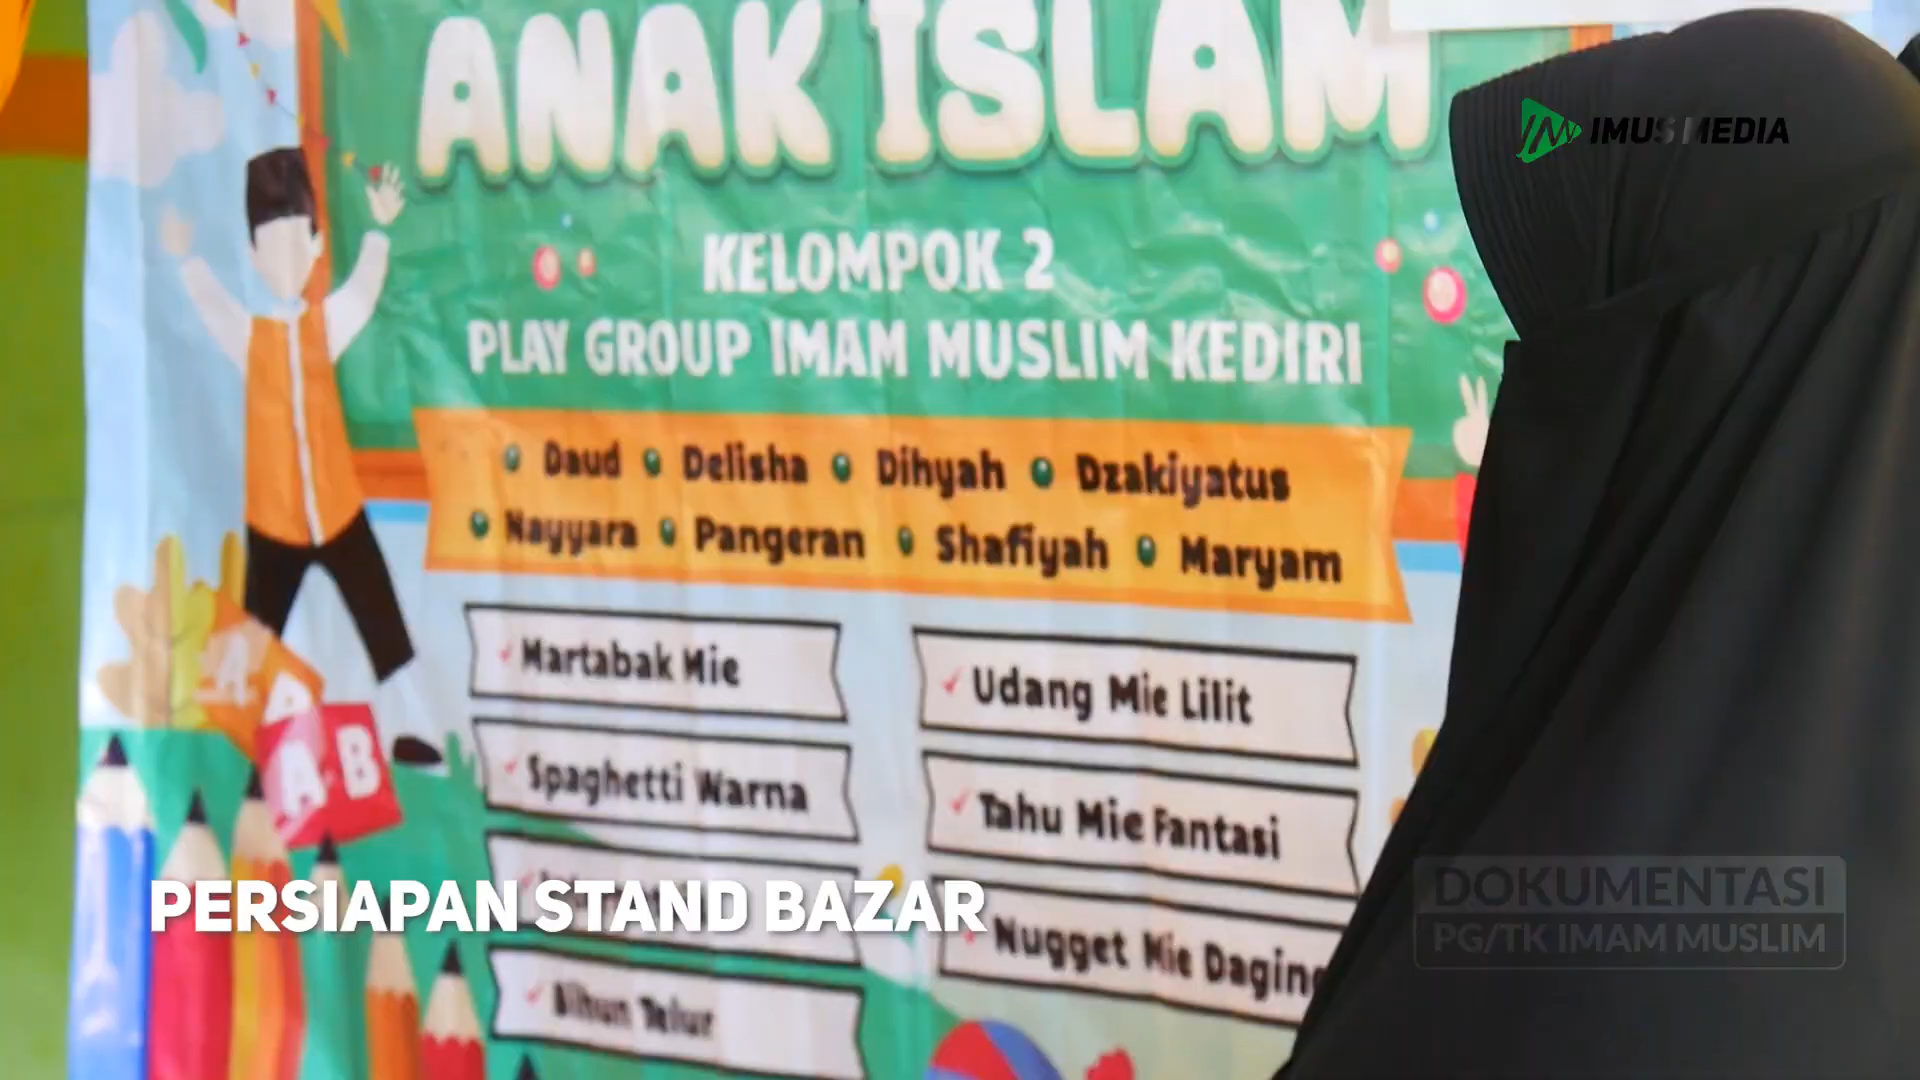 ANAK ISLAM
IMUS MEDIA
KELOMPOK 2
PLAY GROUP IMAM MUSLIM KEDIRI
Daud Delisha Dihyah Dzakiyatus
Nayyara Pangeran Shafiyah Maryam
Martabak Mie
Udang Mie Lilit
Spaghetti Warna
Tahu Mie Fantasi
A
A B
PERSIAPAN STAND BAZAR
Nugget Mie Daging
Bihun Telur
DOKUMENTASI
PG/TK IMAM MUSLIM